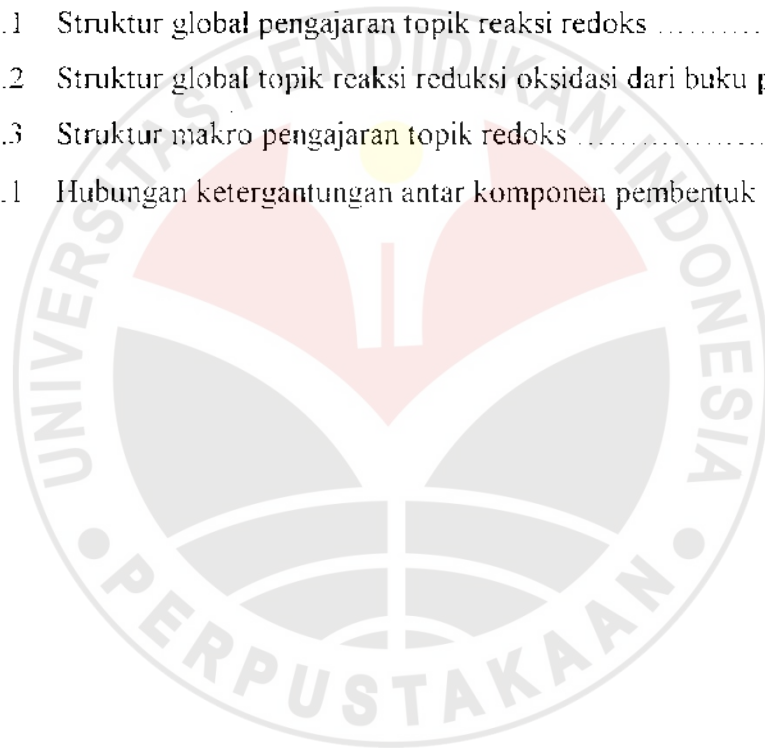 .1 Struktur global pengajaran topik reaksi redoks ..........
.2 Struktur global topik reaksi reduksi oksidasi dari buku p
.3 Struktur makro pengajaran topik redoks ...................
.1 Hubungan ketergantungan antar komponen pembentuk
UNIVERSITAS PENDIDIKAN INDONESIA
PERPUSTAKAAN